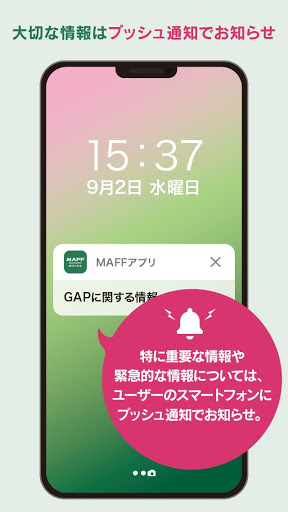 大切な情報はプッシュ通知でお知らせ
15:37
9月2日 水曜日
MAFF
MAFFアプリ
GAPに関する情報
特に重要な情報や
緊急的な情報については、
ユーザーのスマートフォンに
プッシュ通知でお知らせ。